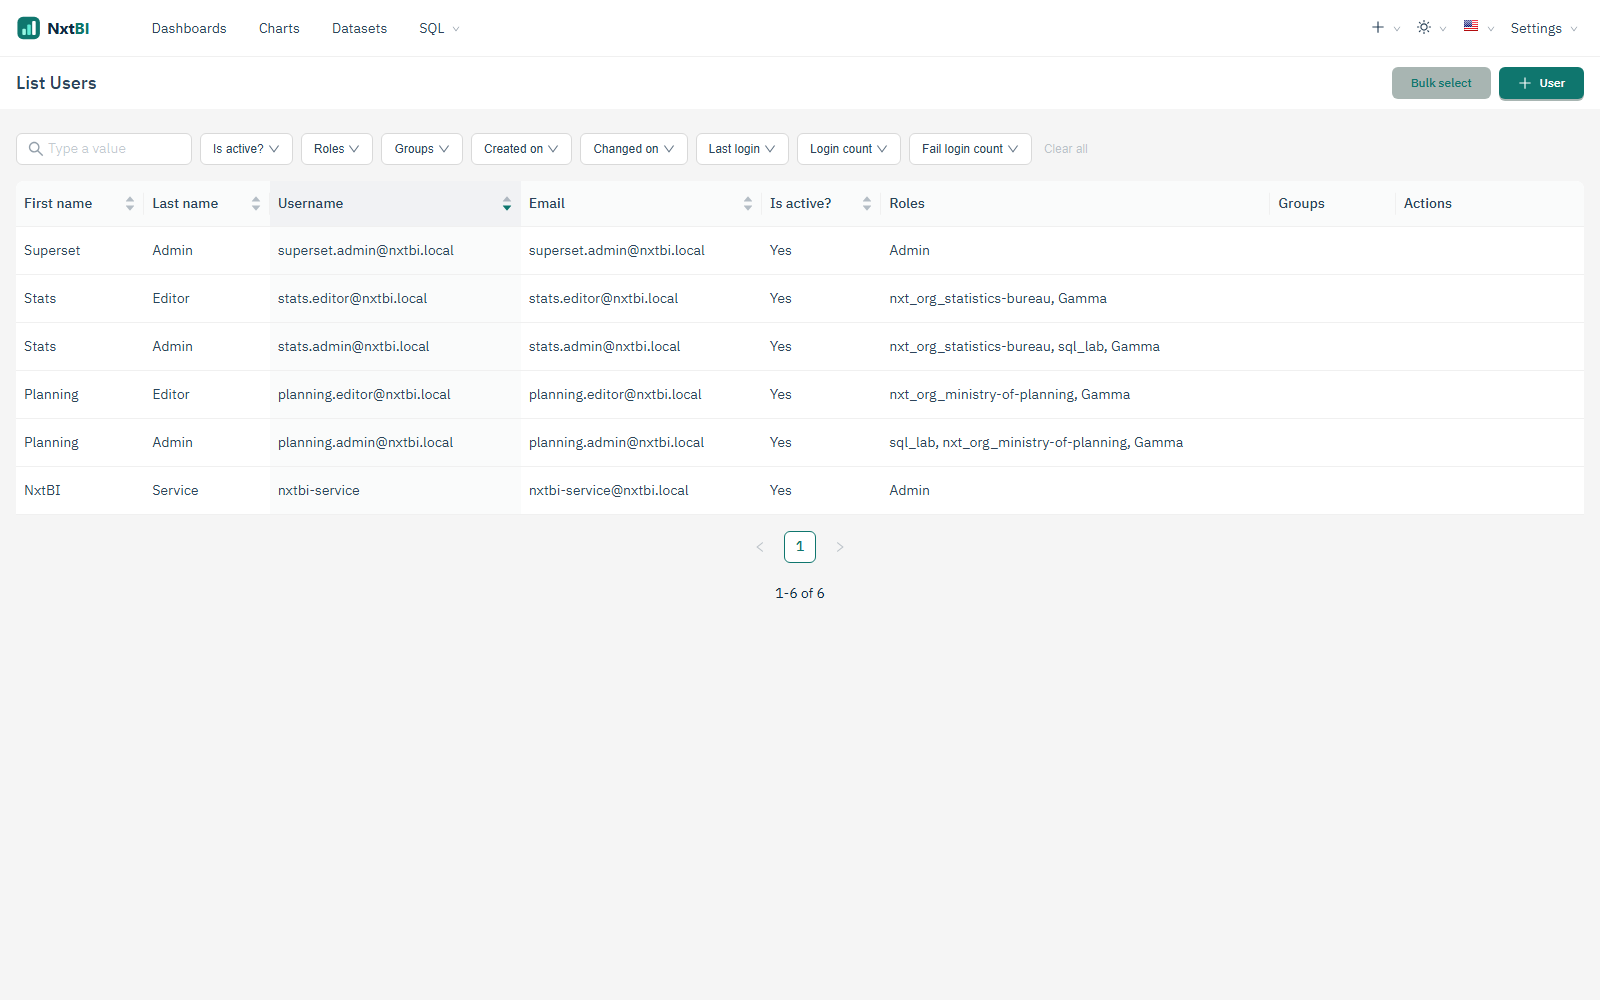 NxtBI Dashboards Charts Datasets SQL Settings
List Users Bulk select User
Type a value Is active? Roles Groups Created on Changed on Last login Login count Fail login count Clear all
First name Last name Username Email Is active? Roles Groups Actions
Superset Admin superset.admin@nxtbi.local superset.admin@nxtbi.local Yes Admin
Stats Editor stats.editor@nxtbi.local stats.editor@nxtbi.local Yes nxt_org_statistics-bureau, Gamma
Stats Admin stats.admin@nxtbi.local stats.admin@nxtbi.local Yes nxt_org_statistics-bureau, sql_lab, Gamma
Planning Editor planning.editor@nxtbi.local planning.editor@nxtbi.local Yes nxt_org_ministry-of-planning, Gamma
Planning Admin planning.admin@nxtbi.local planning.admin@nxtbi.local Yes sql_lab, nxt_org_ministry-of-planning, Gamma
NxtBI Service nxtbi-service nxtbi-service@nxtbi.local Yes Admin
1
1-6 of 6